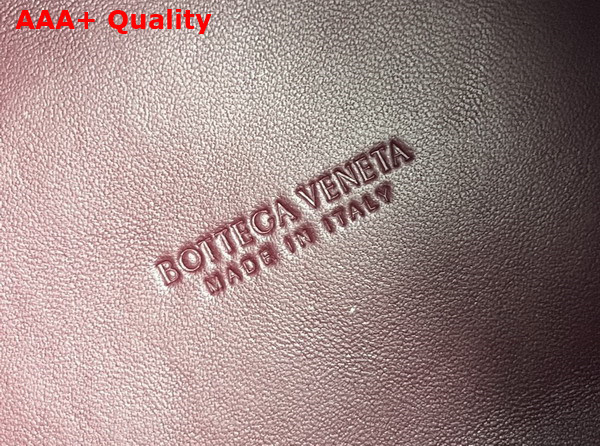 AAA+ Quality
BOTTEGA VENETA
MADE IN ITALY